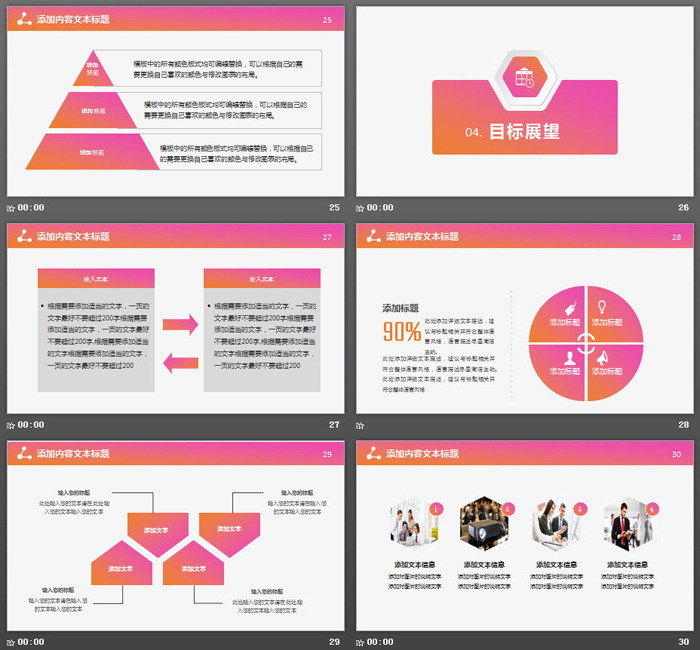 添加内容文本标题
25
添加
标题
模板中的所有颜色版式均可编辑替换，可以根据自己的需
要更换自己喜欢的颜色与修改图表的布局。
添加标题
模板中的所有颜色版式均可编辑替换，可以根据自己的
需要更换自己喜欢的颜色与修改图表的布局。
添加标题
模板中的所有颜色版式均可编辑替换，可以根据自己
的需要更换自己喜欢的颜色与修改图表的布局。
00:00
25
04. 目标展望
00:00
26
添加内容文本标题
27
输入文本
• 根据需要添加适当的文字，一页的
文字最好不要超过200字根据需要
添加适当的文字，一页的文字最好
不要超过200字,根据需要添加适当
的文字根据需要添加适当的文字，
一页的文字最好不要超过200
输入文本
• 根据需要添加适当的文字，一页的
文字最好不要超过200字根据需要
添加适当的文字，一页的文字最好
不要超过200字,根据需要添加适当
的文字根据需要添加适当的文字，
一页的文字最好不要超过200
00:00
27
添加内容文本标题
28
添加标题
90%
此处添加详细文本描述，建
议与标题相关并符合整体语
言风格，语言描述尽量简洁
生动。
此处添加详细文本描述，建议与标题相关并
符合整体语言风格，语言描述尽量简洁生动。
此处添加详细文本描述，建议与标题相关并
符合整体语言风格
添加标题
添加标题
添加标题
添加标题
28
添加内容文本标题
29
输入您的标题
此处输入您的文本请在此处输
入您的文本输入您的文本
输入您的标题
输入您的文本请在输入您
的文本输入您的文本
添加文字
添加文字
添加文字
添加文字
输入您的标题
输入您的文本请在输入您
的文本输入您的文本
输入您的标题
此处输入您的文本请在此处输
入您的文本输入您的文本
00:00
29
添加内容文本标题
30
1
2
3
4
添加文本信息
添加对图片的说明文字
添加对图片的说明文字
添加文本信息
添加对图片的说明文字
添加对图片的说明文字
添加文本信息
添加对图片的说明文字
添加对图片的说明文字
添加文本信息
添加对图片的说明文字
添加对图片的说明文字
00:00
30